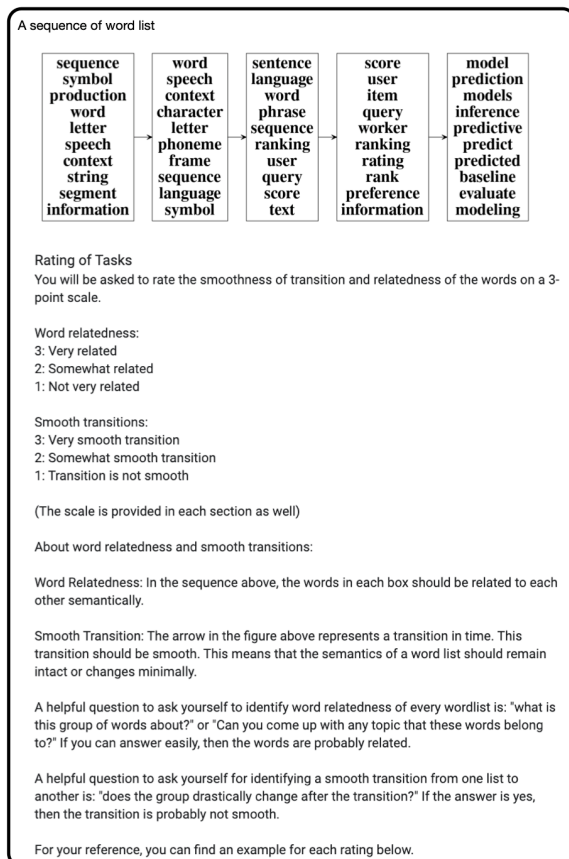 A sequence of word list
sequence
symbol
production
word
letter
speech
context
string
segment
information
word
speech
context
character
letter
phoneme
frame
sequence
language
symbol
sentence
language
word
phrase
sequence
ranking
user
query
score
text
score
user
item
query
worker
ranking
rating
rank
preference
information
model
prediction
models
inference
predictive
predict
predicted
baseline
evaluate
modeling
Rating of Tasks
You will be asked to rate the smoothness of transition and relatedness of the words on a 3-
point scale.
Word relatedness:
3: Very related
2: Somewhat related
1: Not very related
Smooth transitions:
3: Very smooth transition
2: Somewhat smooth transition
1: Transition is not smooth
(The scale is provided in each section as well)
About word relatedness and smooth transitions:
Word Relatedness: In the sequence above, the words in each box should be related to each
other semantically.
Smooth Transition: The arrow in the figure above represents a transition in time. This
transition should be smooth. This means that the semantics of a word list should remain
intact or changes minimally.
A helpful question to ask yourself to identify word relatedness of every wordlist is: "what is
this group of words about?" or "Can you come up with any topic that these words belong
to?" If you can answer easily, then the words are probably related.
A helpful question to ask yourself for identifying a smooth transition from one list to
another is: "does the group drastically change after the transition?" If the answer is yes,
then the transition is probably not smooth.
For your reference, you can find an example for each rating below.